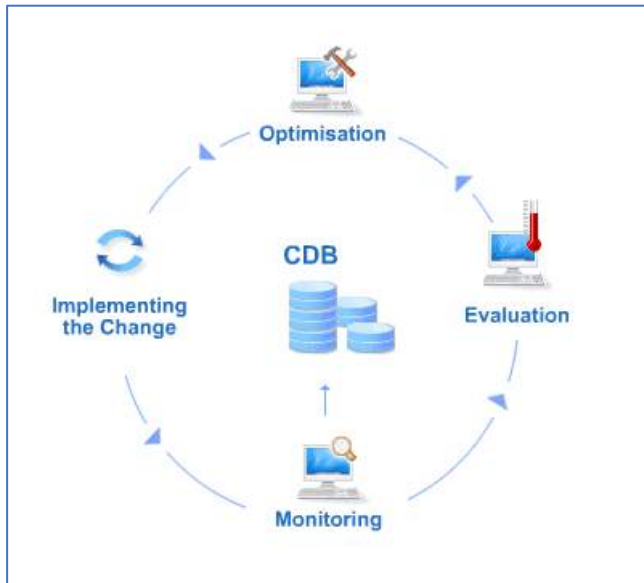 Optimisation
CDB
Implementing
the Change
Evaluation
Monitoring